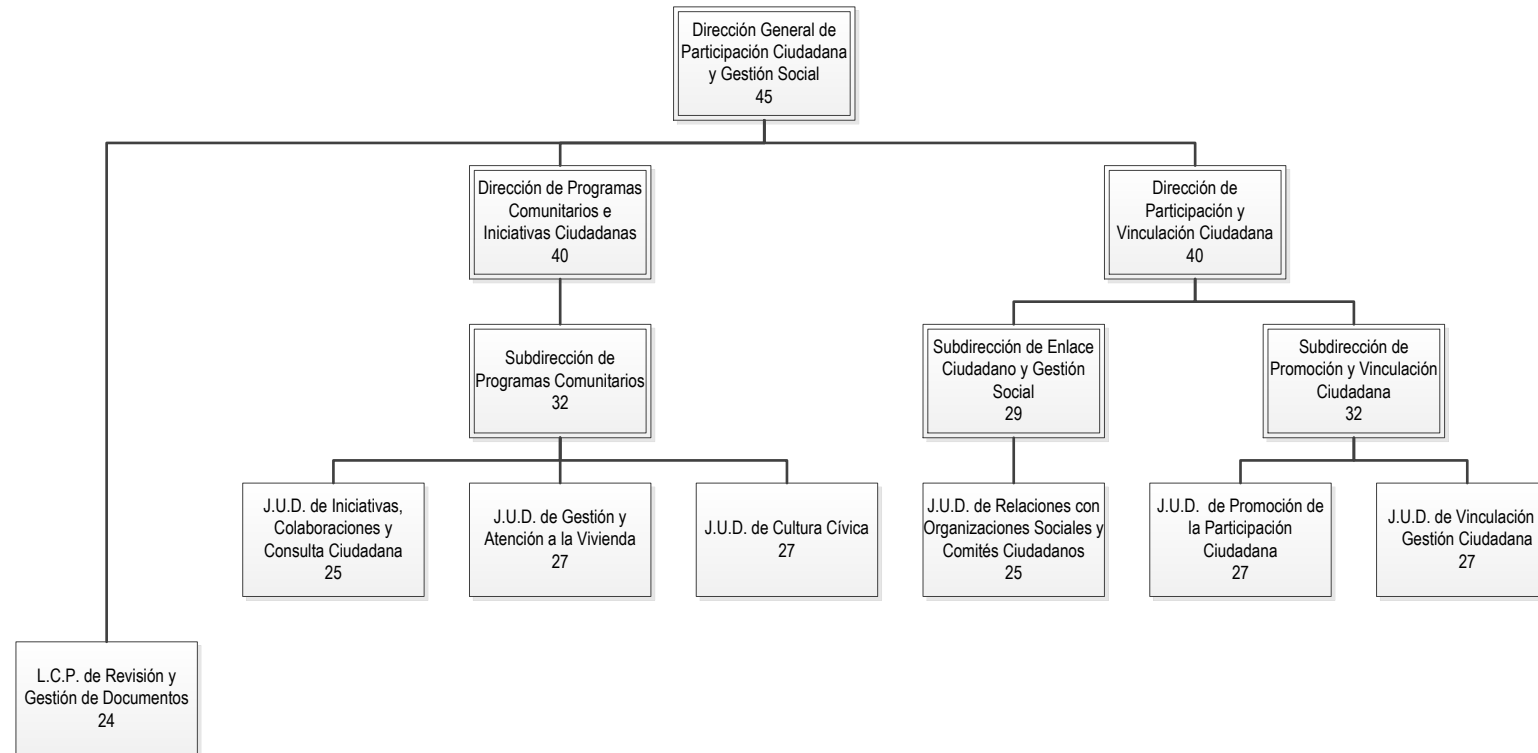 Dirección General de
Participación Ciudadana
y Gestión Social
45
Dirección de Programas
Comunitarios e
Iniciativas Ciudadanas
40
Dirección de
Participación y
Vinculación Ciudadana
40
Subdirección de
Programas Comunitarios
32
Subdirección de Enlace
Ciudadano y Gestión
Social
29
Subdirección de
Promoción y Vinculación
Ciudadana
32
J.U.D. de Iniciativas,
Colaboraciones y
Consulta Ciudadana
25
J.U.D. de Gestión y
Atención a la Vivienda
27
J.U.D. de Cultura Cívica
27
J.U.D. de Relaciones con
Organizaciones Sociales y
Comités Ciudadanos
25
J.U.D. de Promoción de
la Participación
Ciudadana
27
J.U.D. de Vinculación
Gestión Ciudadana
27
L.C.P. de Revisión y
Gestión de Documentos
24